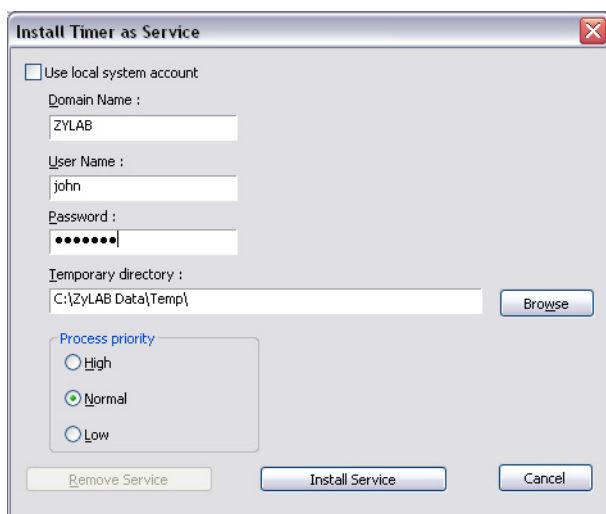 Install Timer as Service
Use local system account
Domain Name :
ZYLAB
User Name :
john
Password :
●●●●●●●
Temporary directory :
C:\ZyLAB Data\Temp\
Browse
Process priority
High
Normal
Low
Remove Service
Install Service
Cancel